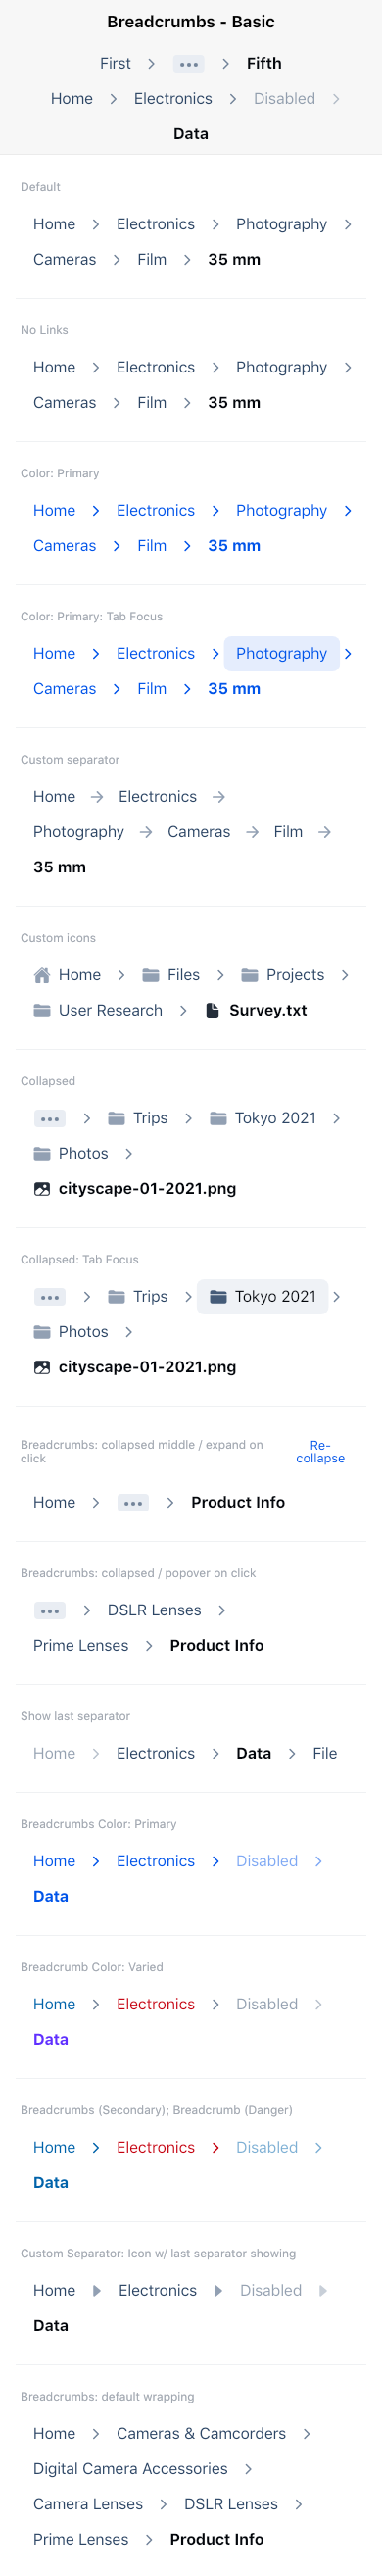 Breadcrumbs - Basic
First > ••• > Fifth
Home > Electronics > Disabled >
Data
Default
Home > Electronics > Photography >
Cameras > Film > 35 mm
No Links
Home > Electronics > Photography >
Cameras > Film > 35 mm
Color: Primary
Home > Electronics > Photography >
Cameras > Film > 35 mm
Color: Primary: Tab Focus
Home > Electronics > Photography >
Cameras > Film > 35 mm
Custom separator
Home → Electronics →
Photography → Cameras → Film →
35 mm
Custom icons
Home > Files > Projects >
User Research > Survey.txt
Collapsed
••• > Trips > Tokyo 2021 >
Photos >
cityscape-01-2021.png
Collapsed: Tab Focus
••• > Trips > Tokyo 2021 >
Photos >
cityscape-01-2021.png
Breadcrumbs: collapsed middle / expand on
click
Re-
collapse
Home > ••• > Product Info
Breadcrumbs: collapsed / popover on click
••• > DSLR Lenses >
Prime Lenses > Product Info
Show last separator
Home > Electronics > Data > File
Breadcrumbs Color: Primary
Home > Electronics > Disabled >
Data
Breadcrumb Color: Varied
Home > Electronics > Disabled >
Data
Breadcrumbs (Secondary); Breadcrumb (Danger)
Home > Electronics > Disabled >
Data
Custom Separator: Icon w/ last separator showing
Home ▸ Electronics ▸ Disabled ▸
Data
Breadcrumbs: default wrapping
Home > Cameras & Camcorders >
Digital Camera Accessories >
Camera Lenses > DSLR Lenses >
Prime Lenses > Product Info